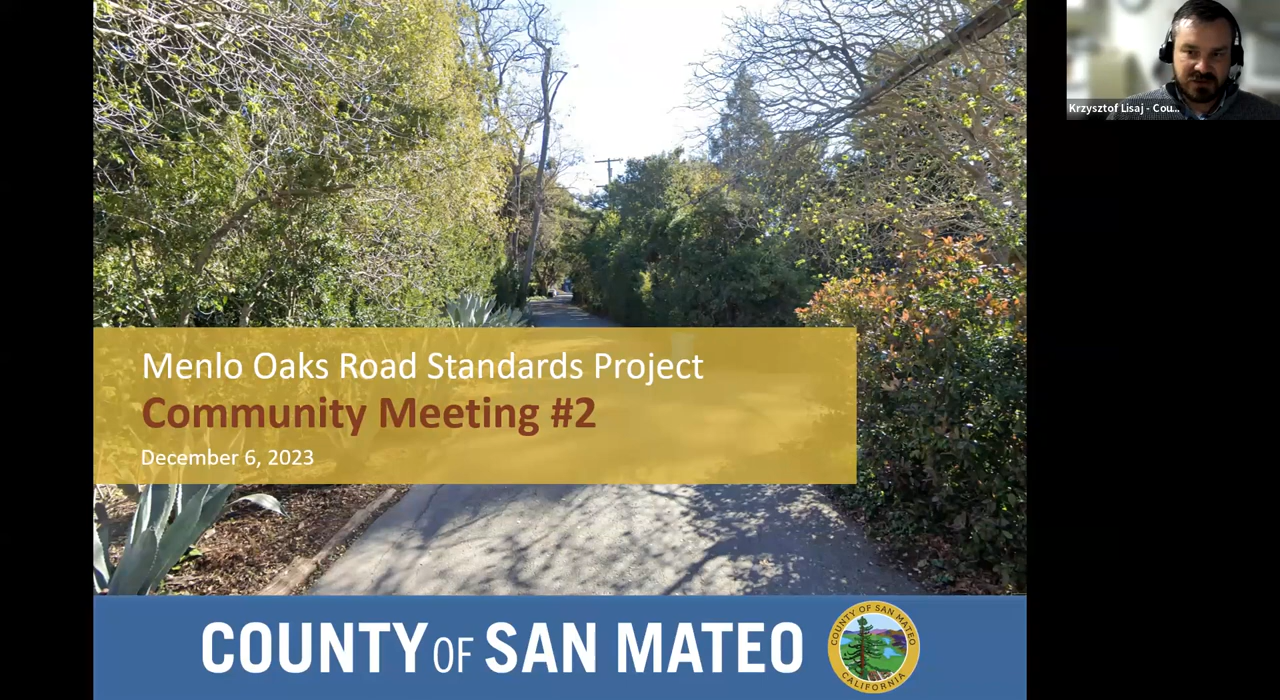 Krzysztof Lisaj - Cou...
Menlo Oaks Road Standards Project
Community Meeting #2
December 6, 2023
COUNTY OF SAN MATEO
COUNTY OF SAN MATEO
CALIFORNIA